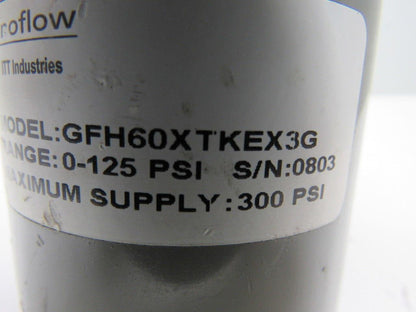 roflow
ITT Industries
MODEL:GFH60XTKEX3G
RANGE:0-125 PSI S/N:0803
MAXIMUM SUPPLY:300 PSI